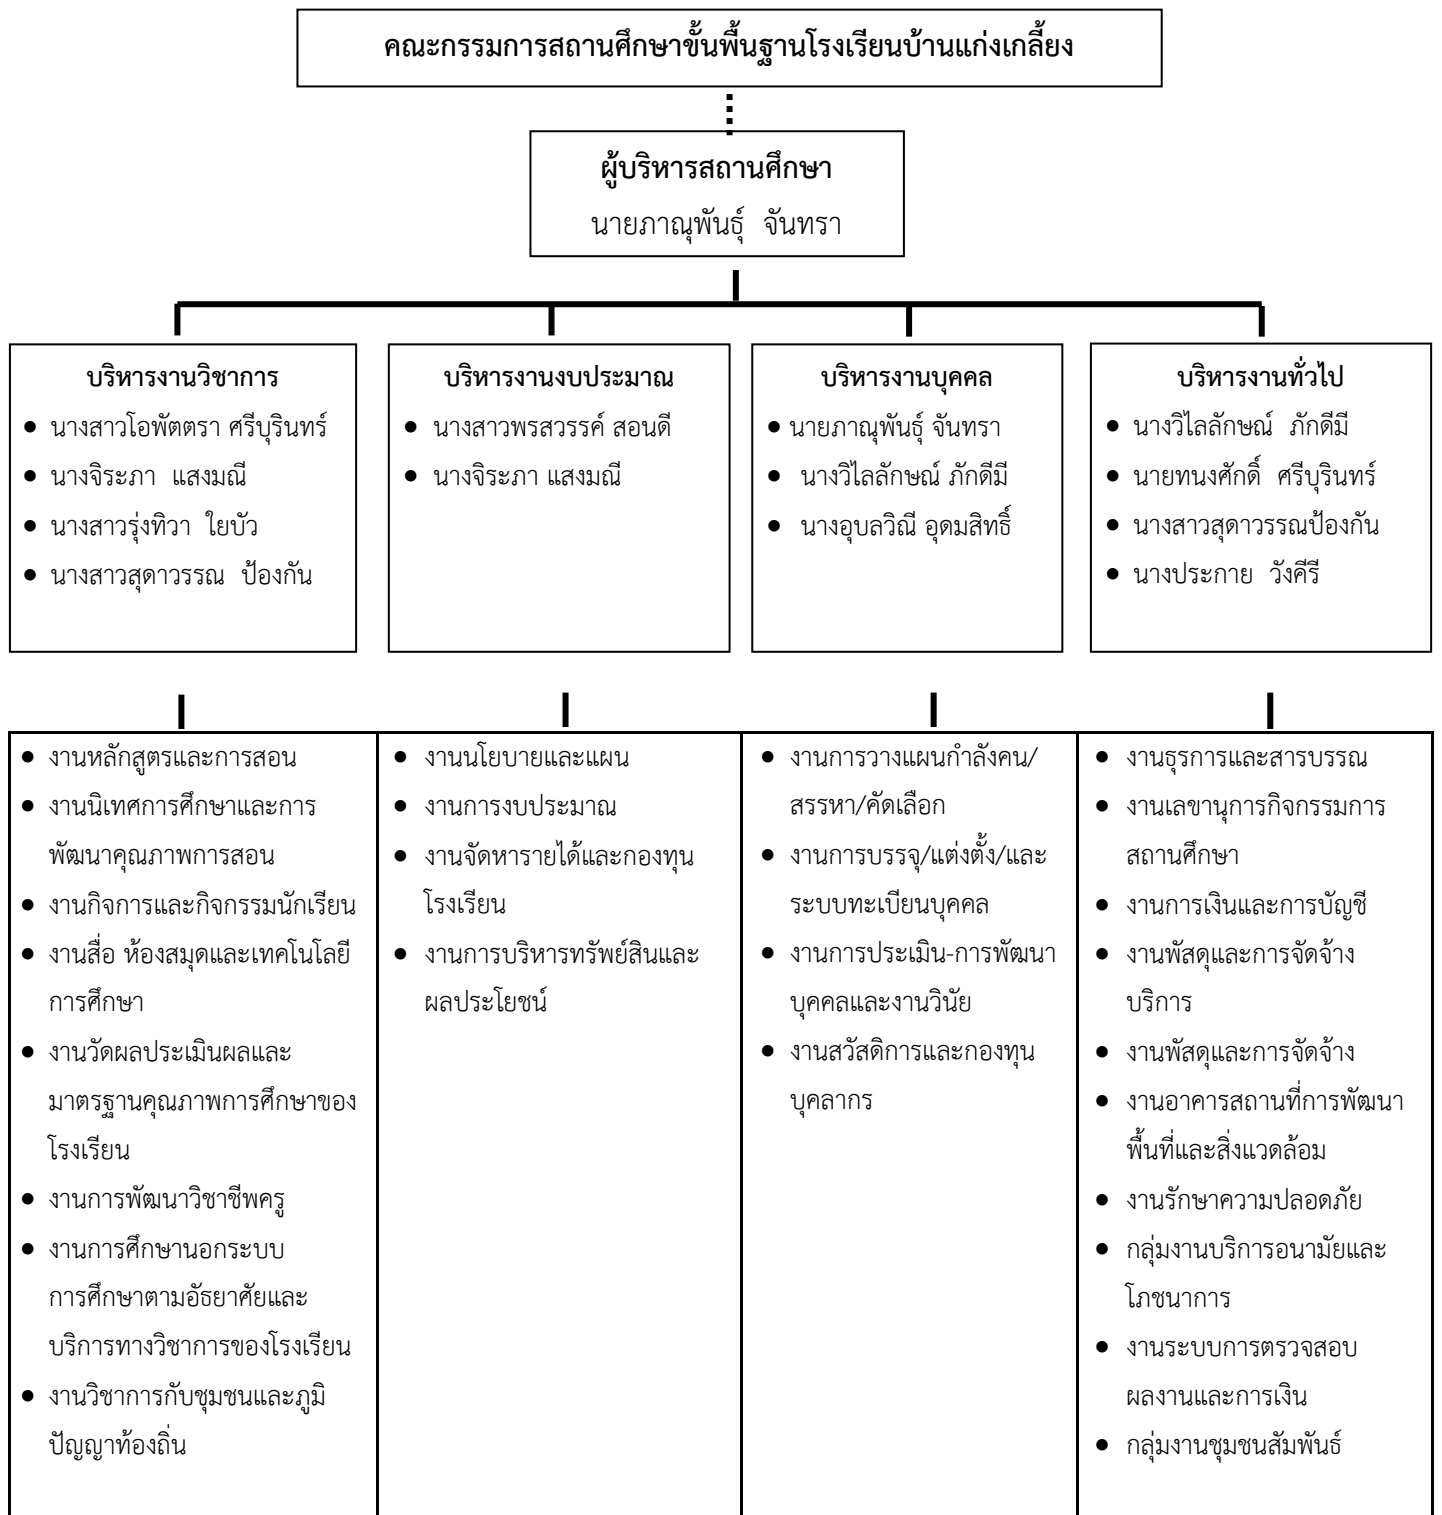 คณะกรรมการสถานศึกษาขั้นพื้นฐานโรงเรียนบ้านแก่งเกลี้ยง
ผู้บริหารสถานศึกษา
นายภาณุพันธุ์ จันทรา
บริหารงานวิชาการ
● นางสาวโอพัตตรา ศรีบุรินทร์
● นางจิระภา แสงมณี
● นางสาวรุ่งทิวา ใยบัว
● นางสาวสุดาวรรณ ป้องกัน
บริหารงานงบประมาณ
● นางสาวพรสวรรค์ สอนดี
● นางจิระภา แสงมณี
บริหารงานบุคคล
● นายภาณุพันธุ์ จันทรา
● นางวิไลลักษณ์ ภักดีมี
● นางอุบลวิณี อุดมสิทธิ์
บริหารงานทั่วไป
● นางวิไลลักษณ์ ภักดีมี
● นายทนงศักดิ์ ศรีบุรินทร์
● นางสาวสุดาวรรณป้องกัน
● นางประกาย วังคีรี
● งานหลักสูตรและการสอน
● งานนิเทศการศึกษาและการ
พัฒนาคุณภาพการสอน
● งานกิจการและกิจกรรมนักเรียน
● งานสื่อ ห้องสมุดและเทคโนโลยี
การศึกษา
● งานวัดผลประเมินผลและ
มาตรฐานคุณภาพการศึกษาของ
โรงเรียน
● งานการพัฒนาวิชาชีพครู
● งานการศึกษานอกระบบ
การศึกษาตามอัธยาศัยและ
บริการทางวิชาการของโรงเรียน
● งานวิชาการกับชุมชนและภูมิ
ปัญญาท้องถิ่น
● งานนโยบายและแผน
● งานการงบประมาณ
● งานจัดหารายได้และกองทุน
โรงเรียน
● งานการบริหารทรัพย์สินและ
ผลประโยชน์
● งานการวางแผนกำลังคน/
สรรหา/คัดเลือก
● งานการบรรจุ/แต่งตั้ง/และ
ระบบทะเบียนบุคคล
● งานการประเมิน-การพัฒนา
บุคคลและงานวินัย
● งานสวัสดิการและกองทุน
บุคลากร
● งานธุรการและสารบรรณ
● งานเลขานุการกิจกรรมการ
สถานศึกษา
● งานการเงินและการบัญชี
● งานพัสดุและการจัดจ้าง
บริการ
● งานพัสดุและการจัดจ้าง
● งานอาคารสถานที่การพัฒนา
พื้นที่และสิ่งแวดล้อม
● งานรักษาความปลอดภัย
● กลุ่มงานบริการอนามัยและ
โภชนาการ
● งานระบบการตรวจสอบ
ผลงานและการเงิน
● กลุ่มงานชุมชนสัมพันธ์